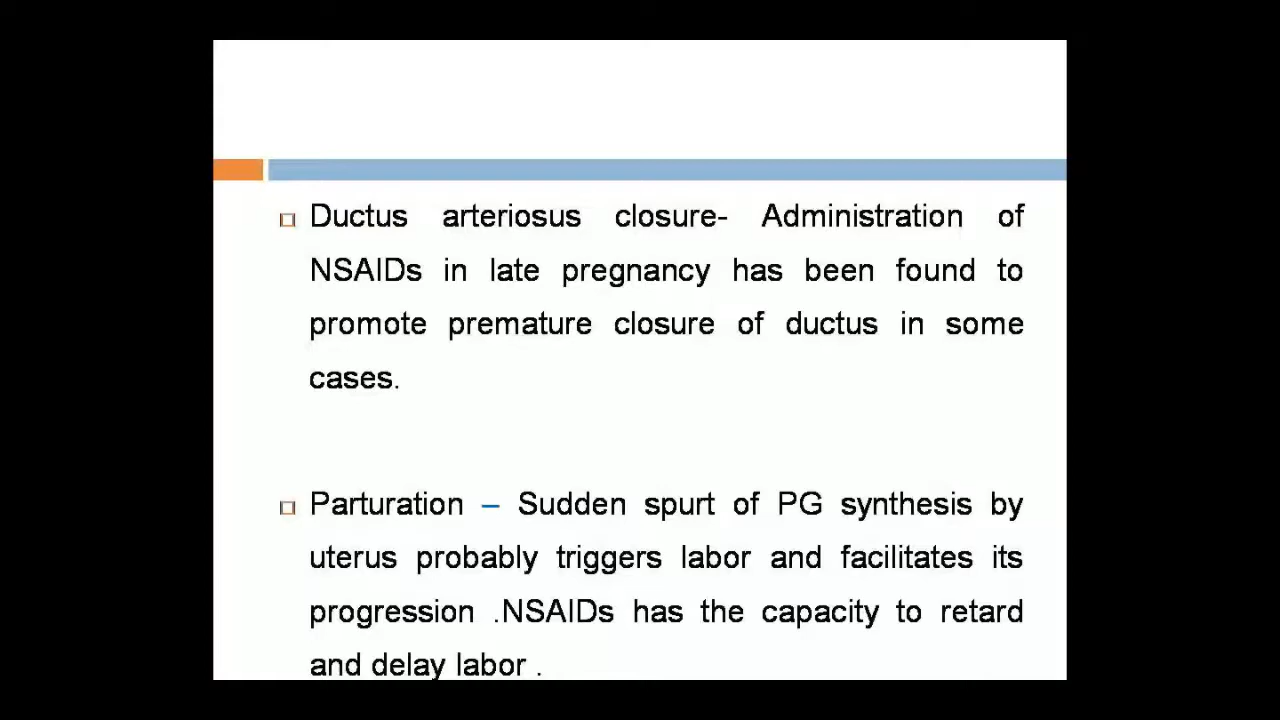 Ductus arteriosus closure- Administration of
NSAIDs in late pregnancy has been found to
promote premature closure of ductus in some
cases.
Parturation – Sudden spurt of PG synthesis by
uterus probably triggers labor and facilitates its
progression .NSAIDs has the capacity to retard
and delay labor .